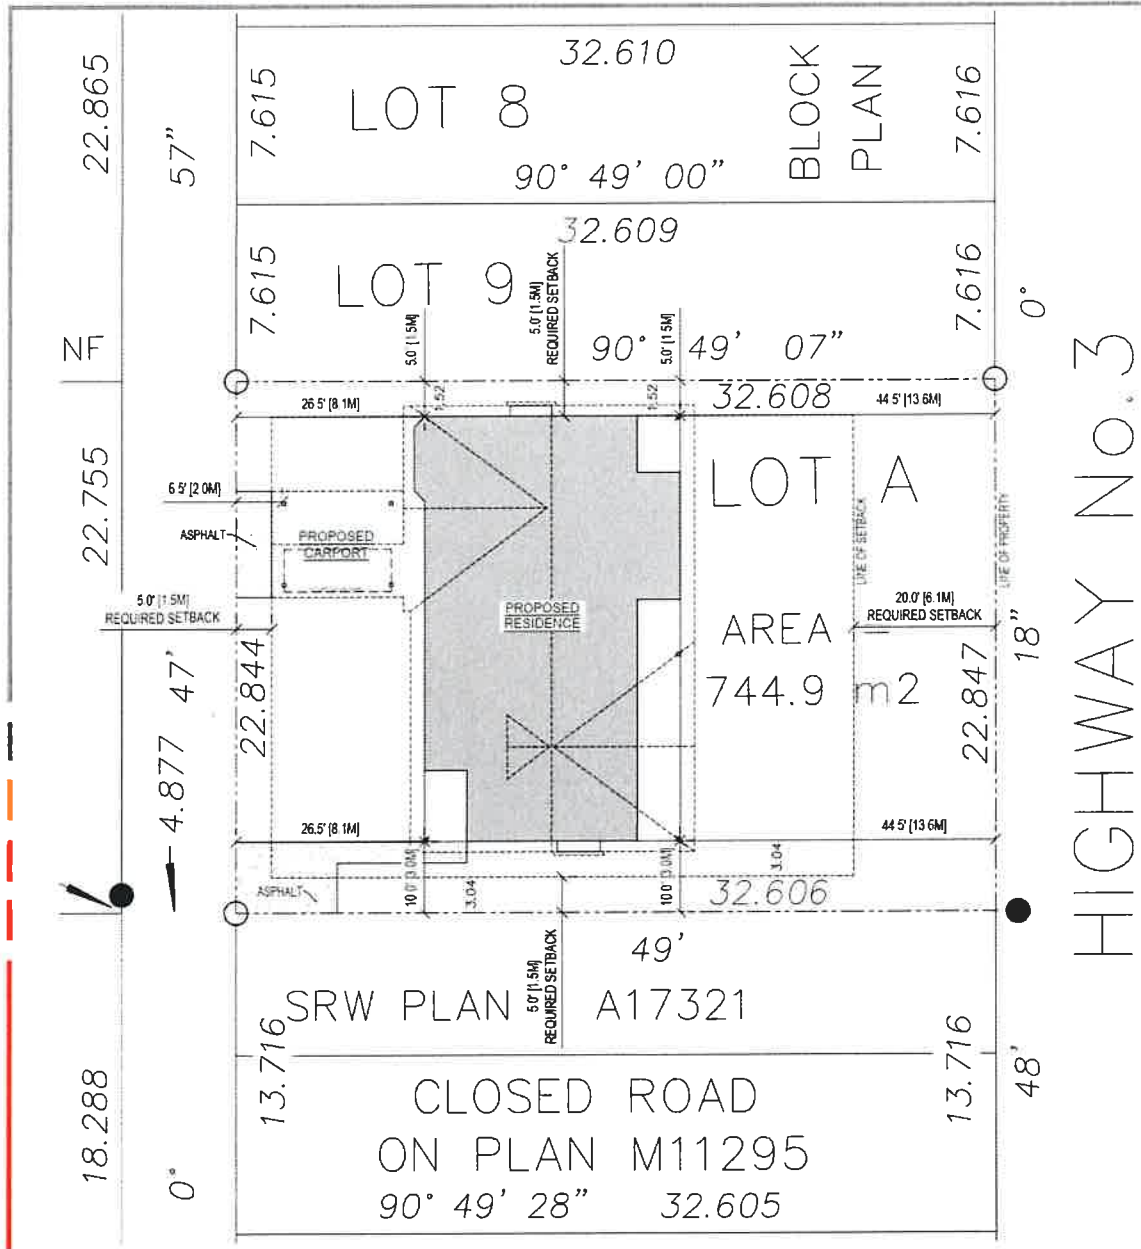 22.865
57"
7.615
32.610
LOT 8
BLOCK
PLAN
7.616
90° 49' 00"
32.609
7.615
LOT 9
5.0' [1.5M]
REQUIRED SETBACK
5.0' [1.5M]
5.0' [1.5M]
90° 49' 07"
7.616
0°
NF
1.52
1.52
32.608
26.5' [8.1M]
44.5' [13.6M]
22.755
6.5' [2.0M]
ASPHALT
PROPOSED
CARPORT
LOT A
LINE OF SETBACK
LINE OF PROPERTY
HIGHWAY No. 3
5.0' [1.5M]
REQUIRED SETBACK
PROPOSED
RESIDENCE
20.0' [6.1M]
REQUIRED SETBACK
AREA =
744.9 m2
18"
47'
22.844
22.847
4.877
26.5' [8.1M]
44.5' [13.6M]
ASPHALT
10.0' [3.0M]
3.04
10.0' [3.0M]
3.04
32.606
49'
5.0' [1.5M]
REQUIRED SETBACK
SRW PLAN A17321
13.716
13.716
48'
18.288
0°
CLOSED ROAD
ON PLAN M11295
90° 49' 28" 32.605